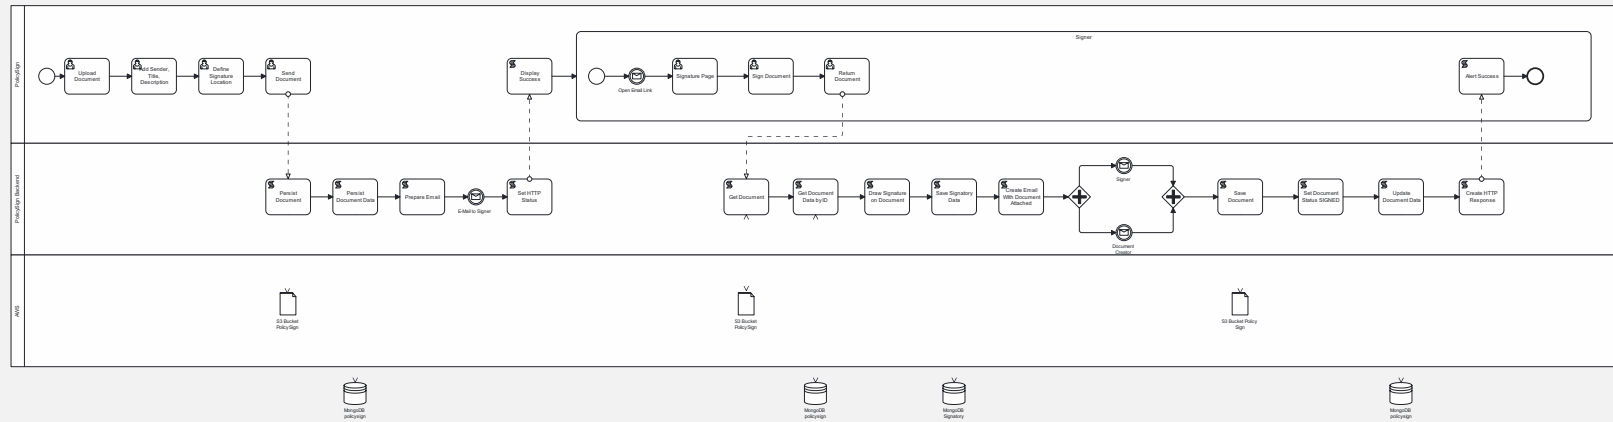 PolicySign
Upload
Document
Add Sender,
Title,
Description
Define
Signature
Location
Send
Document
Display
Success
Signer
Open Email Link
Signature Page
Sign Document
Return
Document
Alert Success
PolicySign Backend
Persist
Document
Persist
Document Data
Prepare Email
E-Mail to Signer
Set HTTP
Status
Get Document
Get Document
Data by ID
Draw Signature
on Document
Save Signatory
Data
Create Email
With Document
Attached
Signer
Document
Creator
Save
Document
Set Document
Status SIGNED
Update
Document Data
Create HTTP
Response
AWS
S3 Bucket
PolicySign
S3 Bucket
PolicySign
S3 Bucket Policy
Sign
MongoDB
policysign
MongoDB
policysign
MongoDB
Signatory
MongoDB
policysign